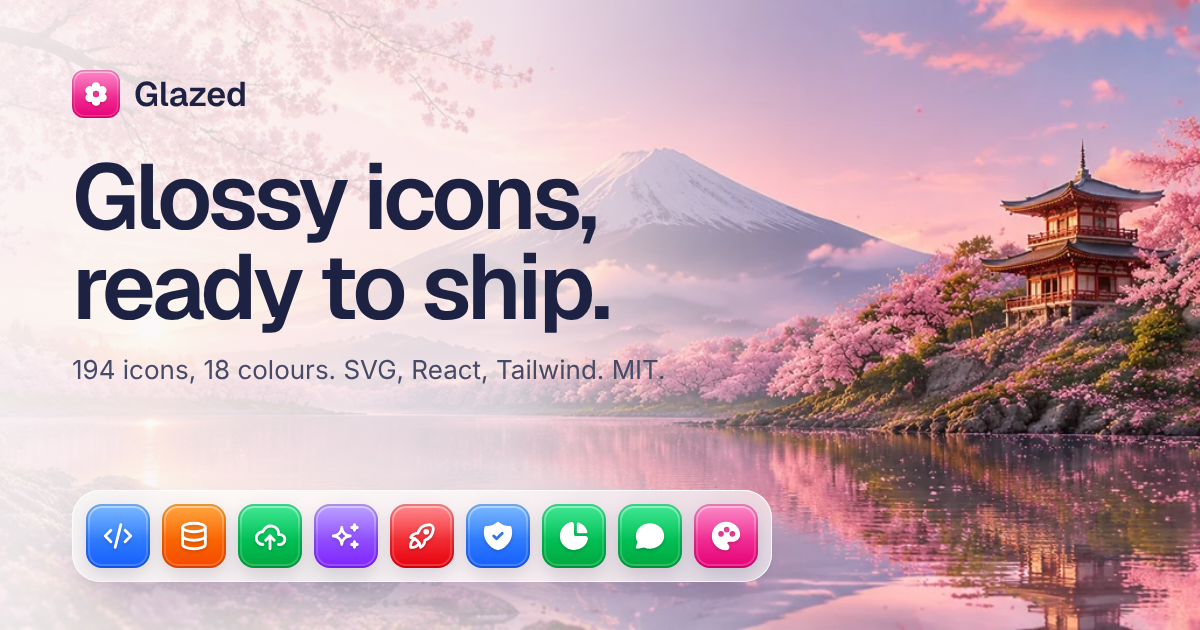 Glazed
Glossy icons,
ready to ship.
194 icons, 18 colours. SVG, React, Tailwind. MIT.